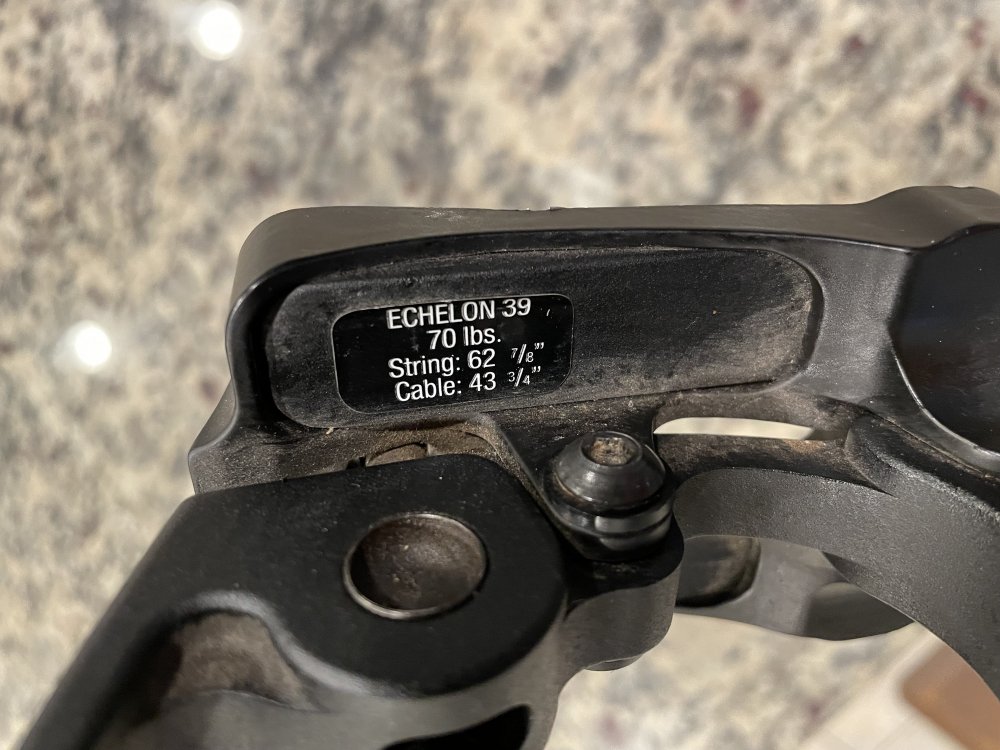 ECHELON 39
70 lbs.
String: 62 7/8"
Cable: 43 3/4"